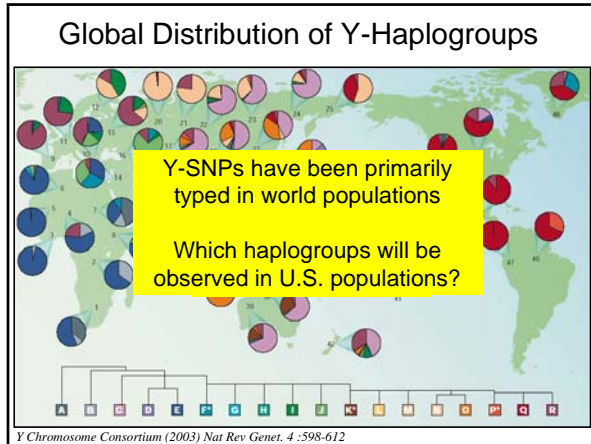 Global Distribution of Y-Haplogroups
Y-SNPs have been primarily
typed in world populations
Which haplogroups will be
observed in U.S. populations?
A B C D E F* G H I J K* L M N O P* Q R
Y Chromosome Consortium (2003) Nat Rev Genet. 4 :598-612